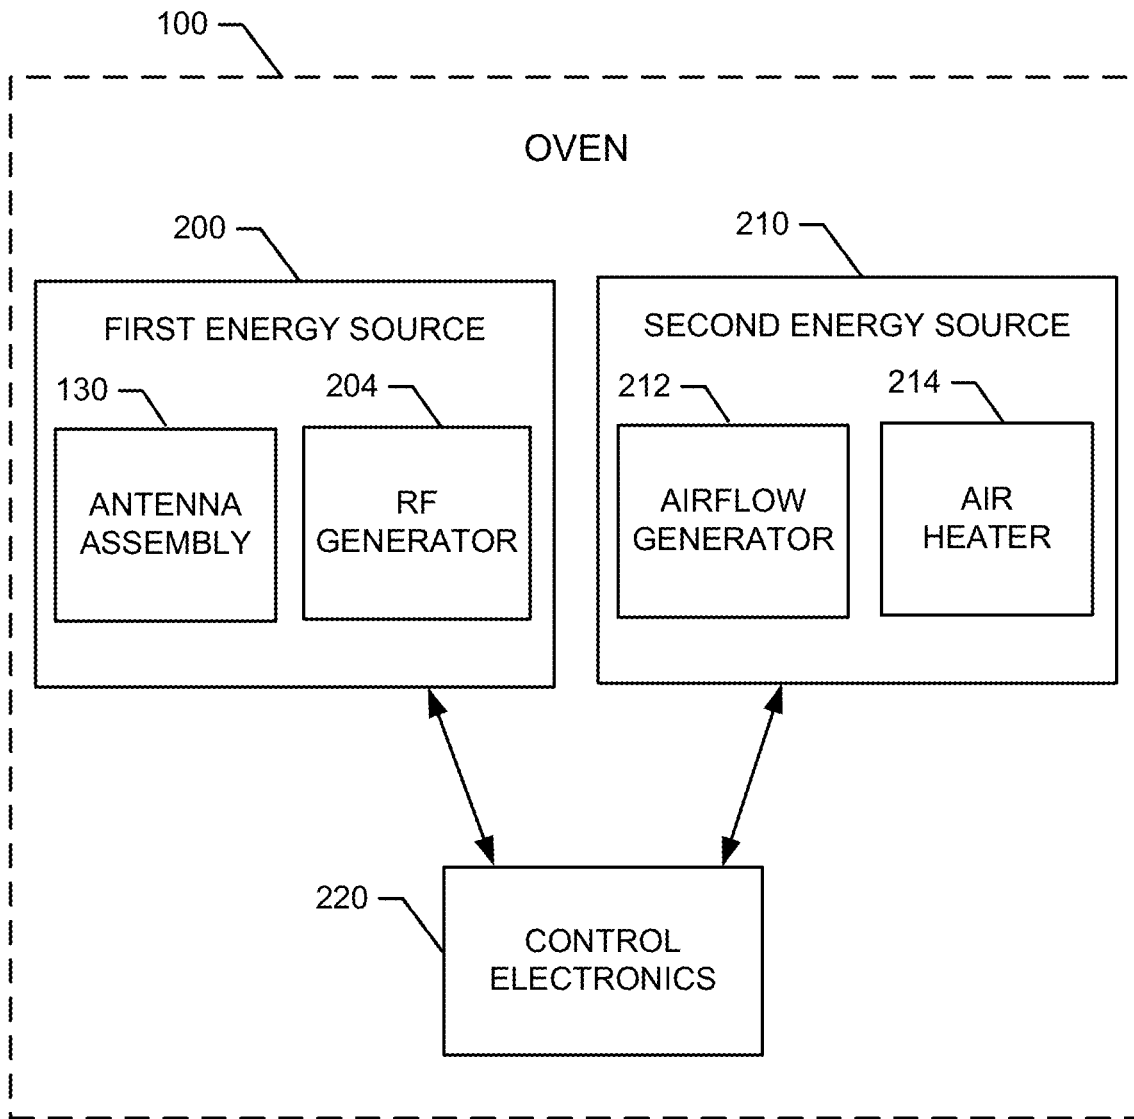 100
OVEN
200
210
FIRST ENERGY SOURCE
SECOND ENERGY SOURCE
130
204
212
214
ANTENNA
ASSEMBLY
RF
GENERATOR
AIRFLOW
GENERATOR
AIR
HEATER
220
CONTROL
ELECTRONICS